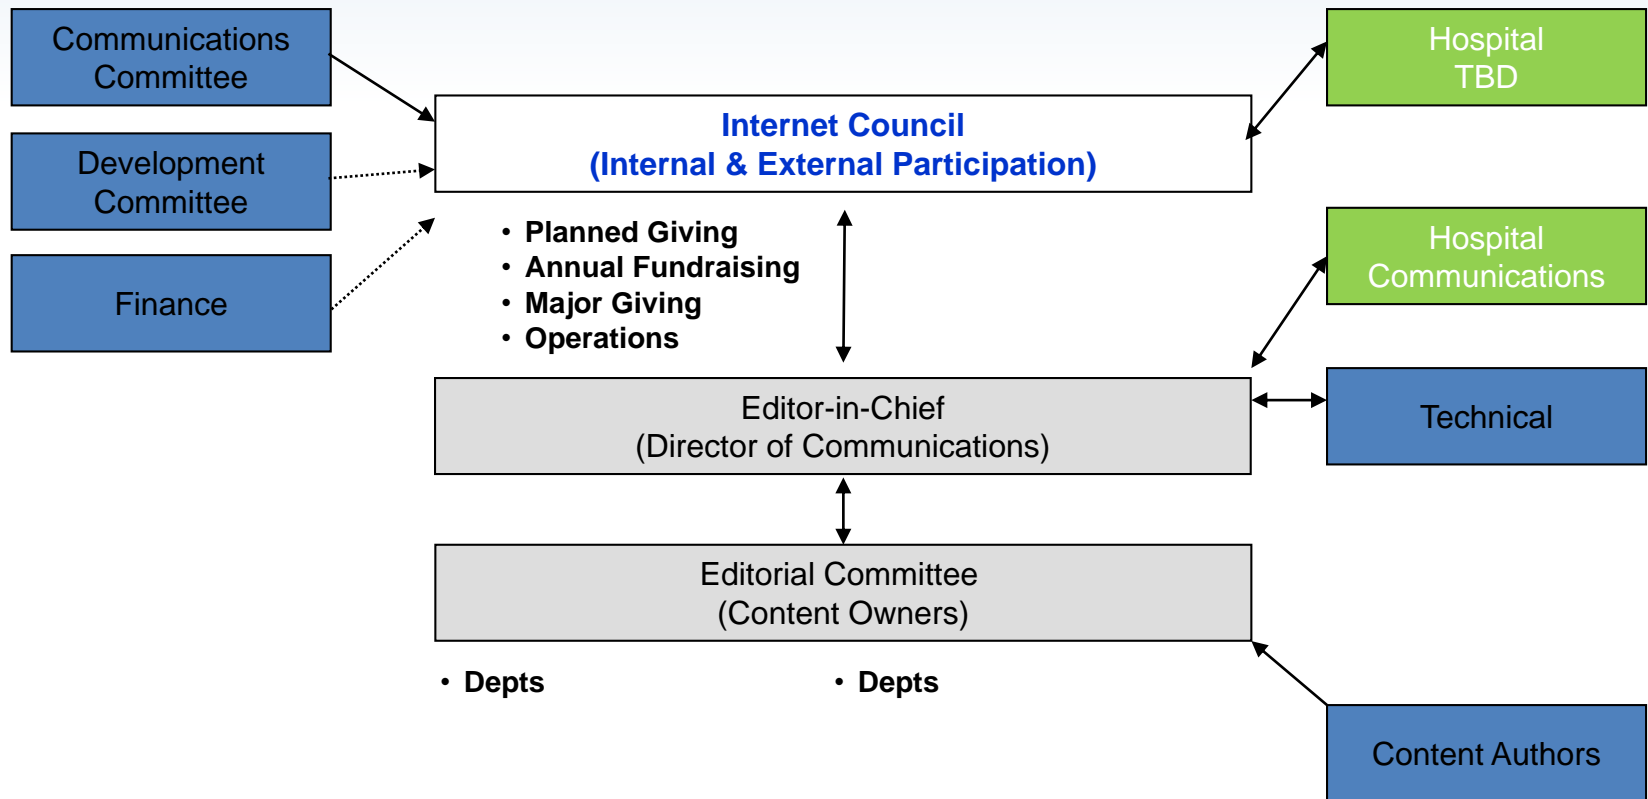 Communications
Committee
Hospital
TBD
Internet Council
(Internal & External Participation)
Development
Committee
• Planned Giving
• Annual Fundraising
• Major Giving
• Operations
Hospital
Communications
Finance
Editor-in-Chief
(Director of Communications)
Technical
Editorial Committee
(Content Owners)
• Depts
• Depts
Content Authors